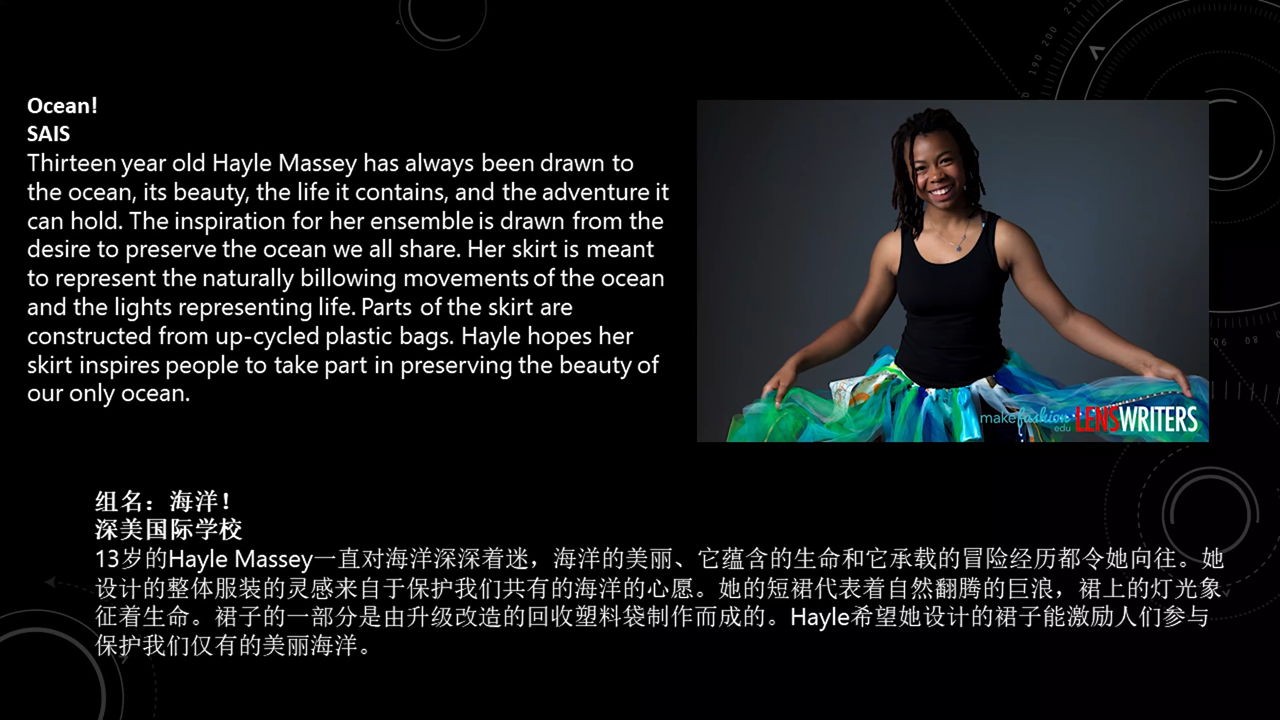 Ocean!
SAIS
Thirteen year old Hayle Massey has always been drawn to
the ocean, its beauty, the life it contains, and the adventure it
can hold. The inspiration for her ensemble is drawn from the
desire to preserve the ocean we all share. Her skirt is meant
to represent the naturally billowing movements of the ocean
and the lights representing life. Parts of the skirt are
constructed from up-cycled plastic bags. Hayle hopes her
skirt inspires people to take part in preserving the beauty of
our only ocean.
makefashion
edu
LENSWRITERS
组名：海洋！
深美国际学校
13岁的Hayle Massey一直对海洋深深着迷，海洋的美丽、它蕴含的生命和它承载的冒险经历都令她向往。她
设计的整体服装的灵感来自于保护我们共有的海洋的心愿。她的短裙代表着自然翻腾的巨浪，裙上的灯光象
征着生命。裙子的一部分是由升级改造的回收塑料袋制作而成的。Hayle希望她设计的裙子能激励人们参与
保护我们仅有的美丽海洋。